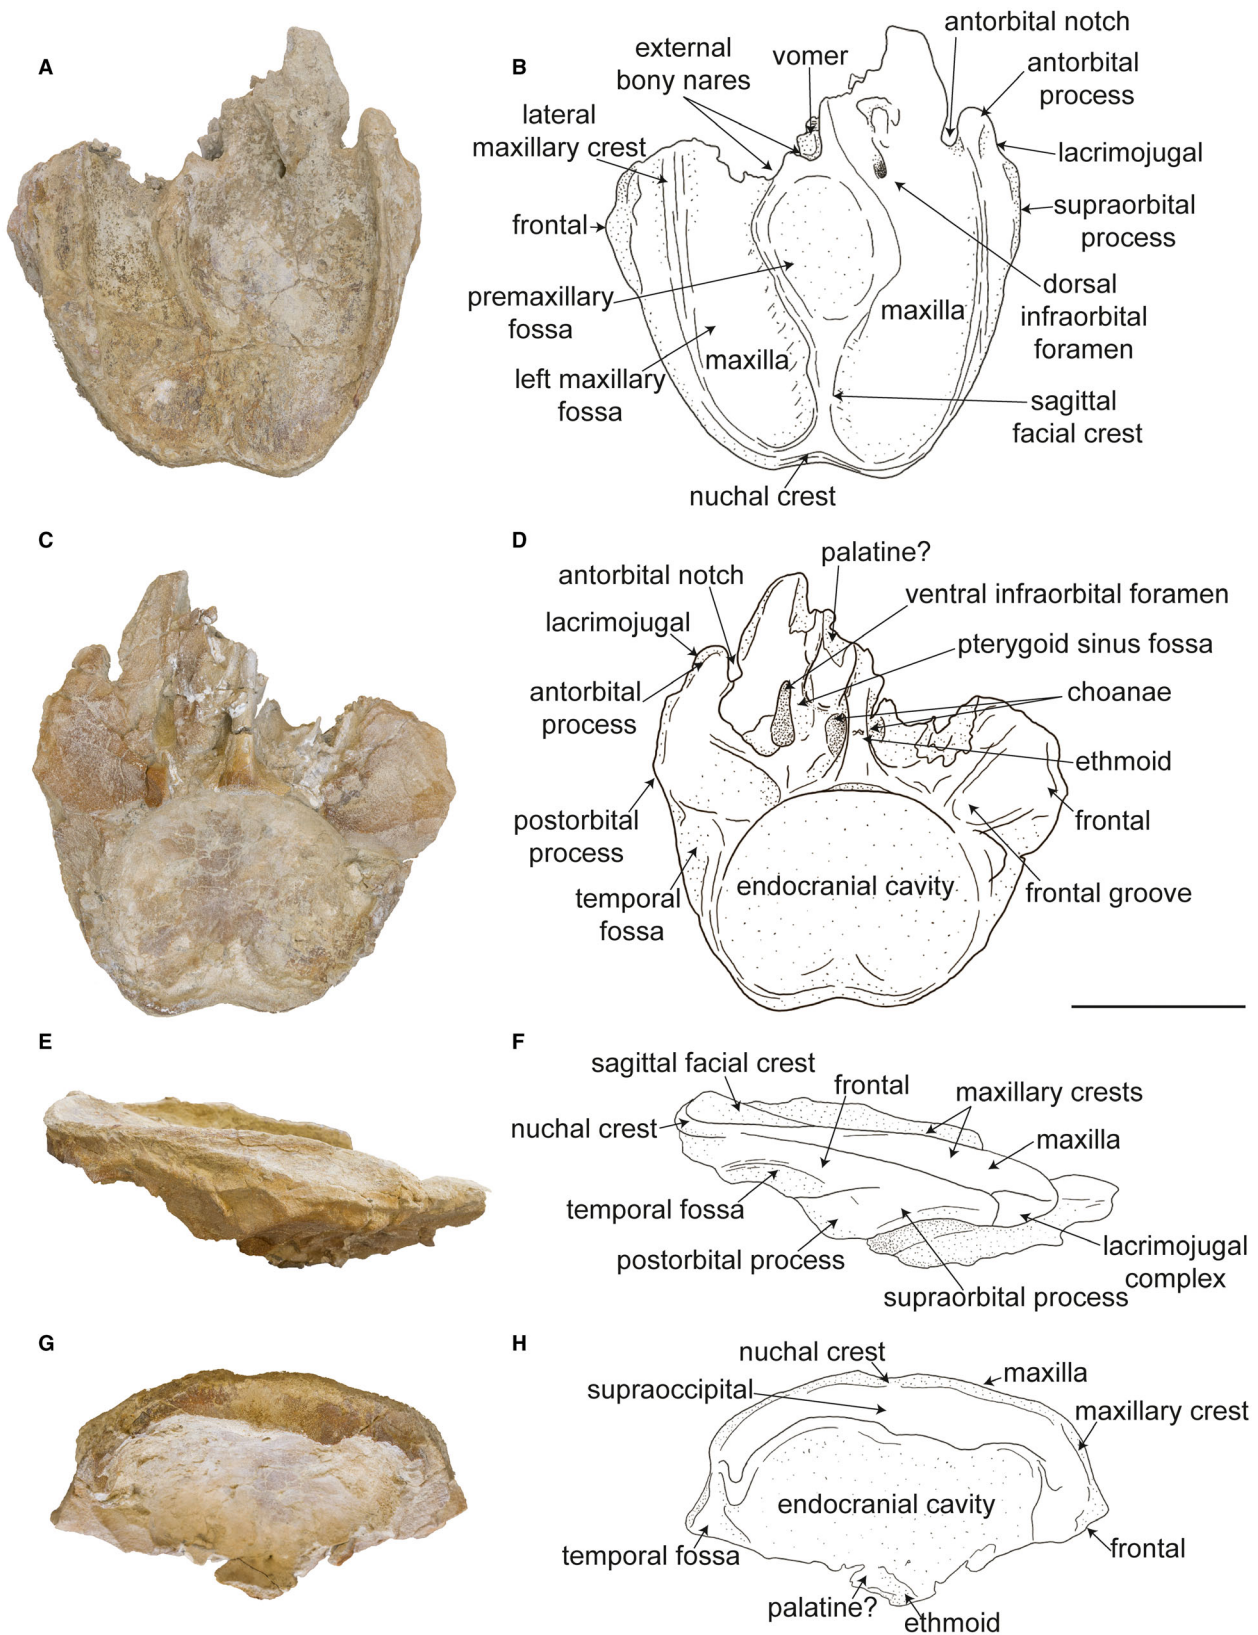 A
B
external
bony nares
vomer
antorbital notch
antorbital
process
lateral
maxillary crest
lacrimojugal
frontal
supraorbital
process
premaxillary
fossa
maxilla
dorsal
infraorbital
foramen
maxilla
left maxillary
fossa
sagittal
facial crest
nuchal crest
C
D
palatine?
antorbital notch
ventral infraorbital foramen
lacrimojugal
pterygoid sinus fossa
antorbital
process
choanae
ethmoid
postorbital
process
frontal
temporal
fossa
endocranial cavity
frontal groove
E
F
sagittal facial crest
frontal
maxillary crests
nuchal crest
maxilla
temporal fossa
postorbital process
lacrimojugal
complex
supraorbital process
G
H
nuchal crest
maxilla
supraoccipital
maxillary crest
endocranial cavity
temporal fossa
frontal
palatine?
ethmoid